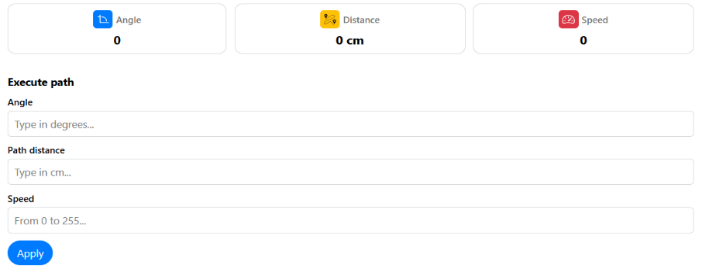 Angle Distance Speed
0 0 cm 0
Execute path
Angle
Type in degrees...
Path distance
Type in cm...
Speed
From 0 to 255...
Apply